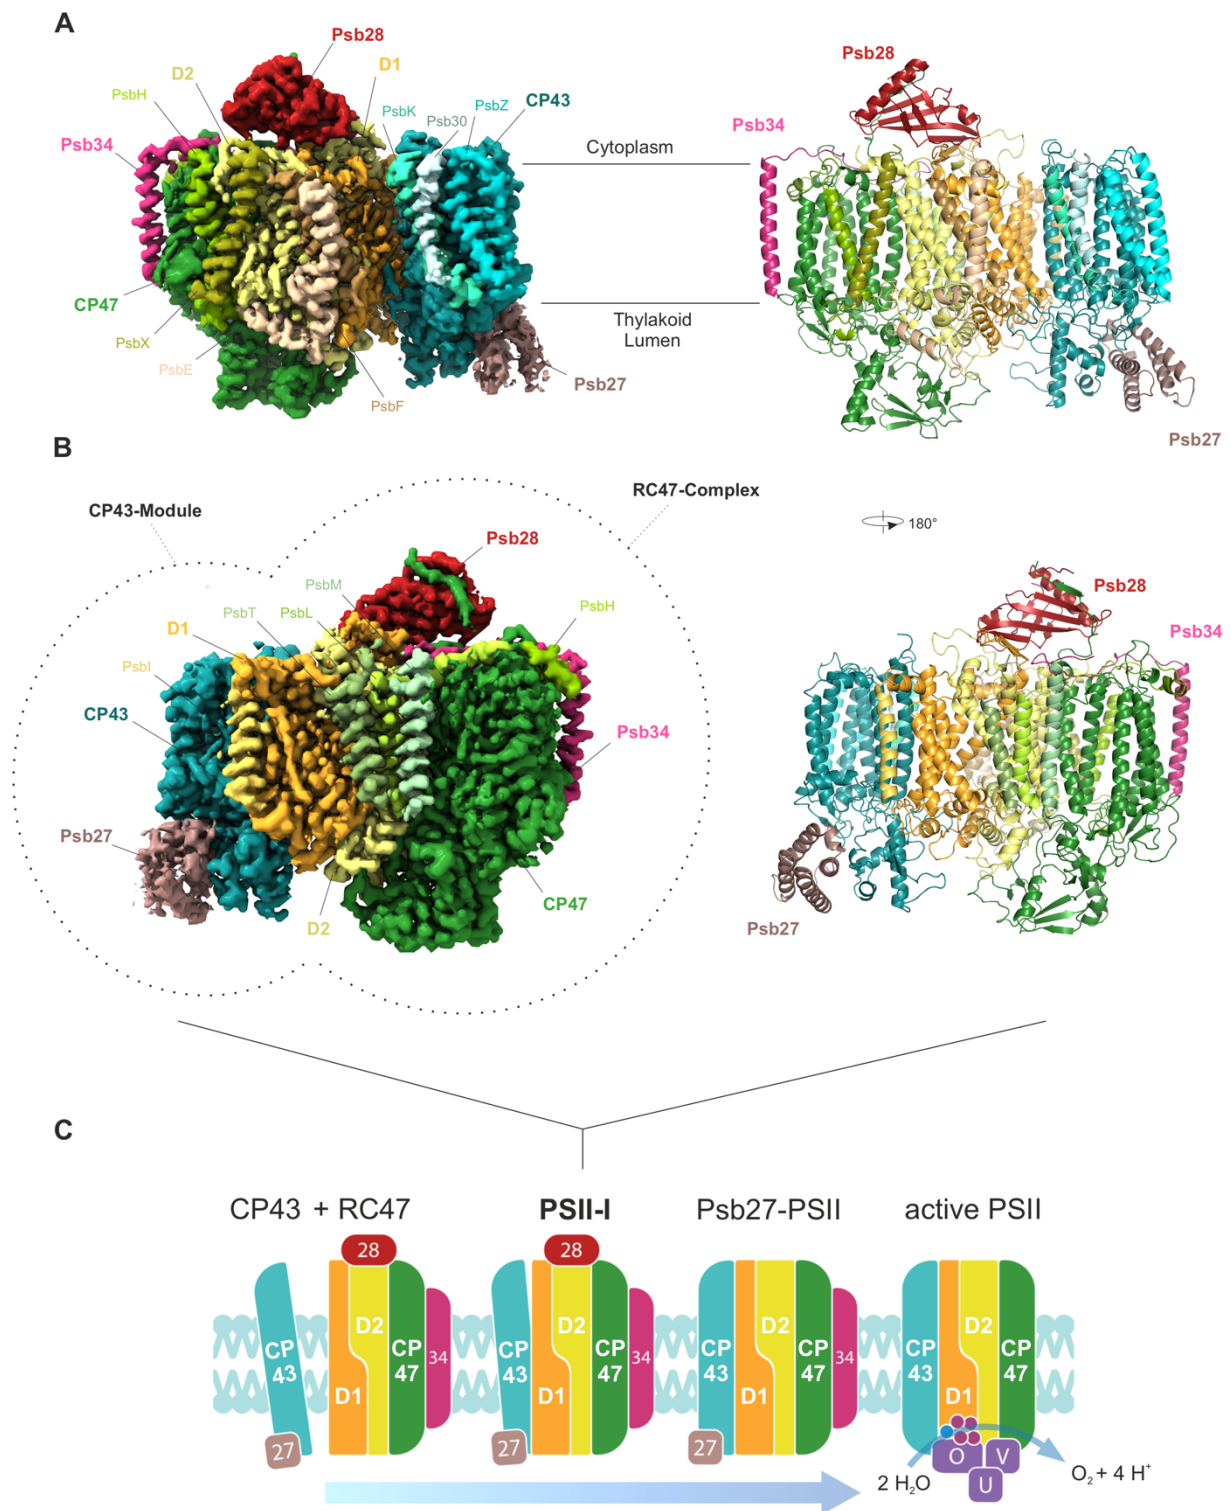 A
Psb28
D2
D1
PsbH
PsbK
Psb30
PsbZ
CP43
Psb34
CP47
PsbX
PsbE
PsbF
Psb27
Cytoplasm
Thylakoid
Lumen
Psb28
Psb34
Psb27
B
CP43-Module
RC47-Complex
Psb28
PsbM
PsbT
PsbL
PsbH
D1
PsbI
CP43
Psb34
Psb27
CP47
D2
180°
Psb28
Psb34
Psb27
C
CP43 + RC47
PSII-I
Psb27-PSII
active PSII
28
D2
CP
43
CP
47
34
D1
27
28
D2
CP
43
CP
47
34
D1
27
D2
CP
43
CP
47
34
D1
27
D2
CP
43
CP
47
D1
O
V
U
2 H₂O
O₂ + 4 H⁺